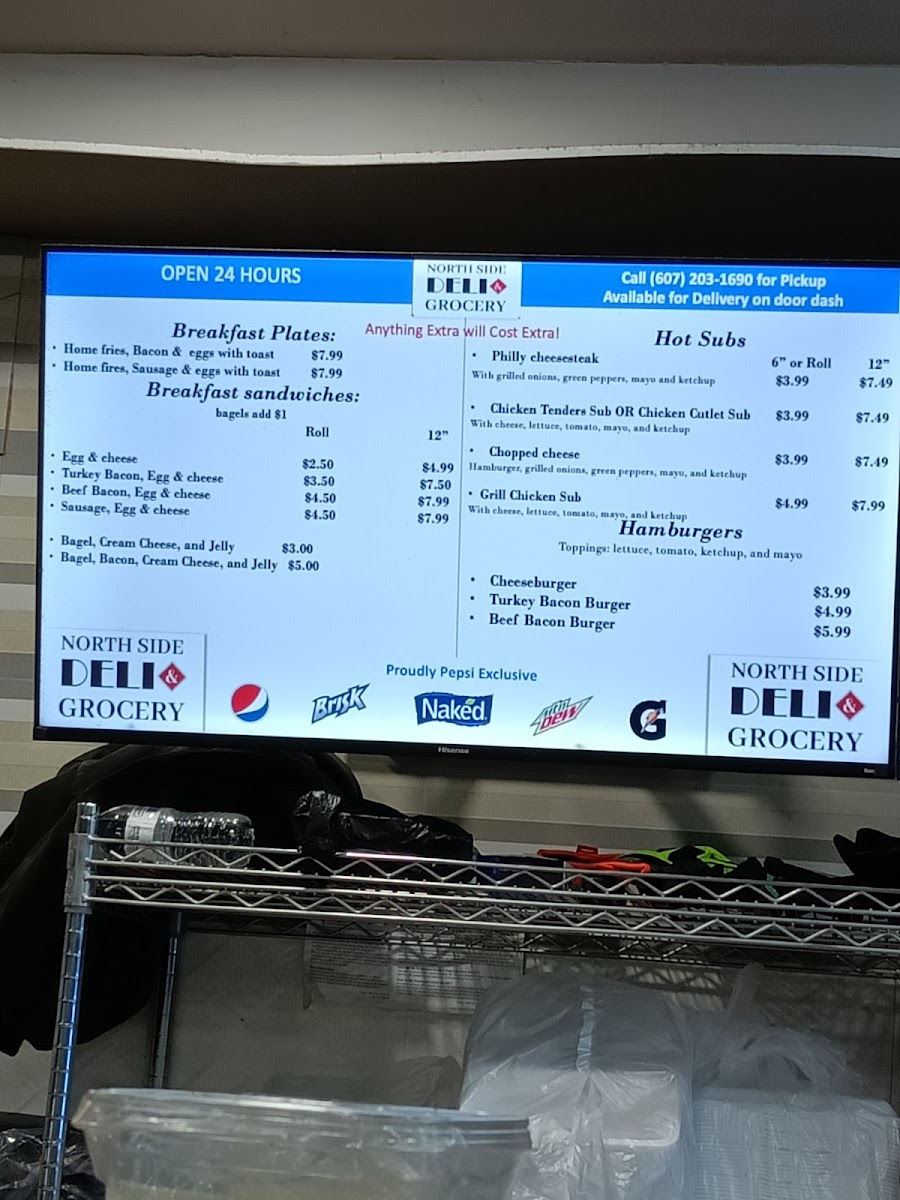 OPEN 24 HOURS
NORTH SIDE
DELI &
GROCERY
Call (607) 203-1690 for Pickup
Available for Delivery on door dash
Anything Extra will Cost Extra!
Breakfast Plates:
• Home fries, Bacon & eggs with toast $7.99
• Home fires, Sausage & eggs with toast $7.99
Breakfast sandwiches:
bagels add $1
Roll 12"
• Egg & cheese $2.50 $4.99
• Turkey Bacon, Egg & cheese $3.50 $7.50
• Beef Bacon, Egg & cheese $4.50 $7.99
• Sausage, Egg & cheese $4.50 $7.99
• Bagel, Cream Cheese, and Jelly $3.00
• Bagel, Bacon, Cream Cheese, and Jelly $5.00
Hot Subs
6" or Roll 12"
• Philly cheesesteak $3.99 $7.49
With grilled onions, green peppers, mayo and ketchup
• Chicken Tenders Sub OR Chicken Cutlet Sub $3.99 $7.49
With cheese, lettuce, tomato, mayo, and ketchup
• Chopped cheese $3.99 $7.49
Hamburger, grilled onions, green peppers, mayo, and ketchup
• Grill Chicken Sub $4.99 $7.99
With cheese, lettuce, tomato, mayo, and ketchup
Hamburgers
Toppings: lettuce, tomato, ketchup, and mayo
• Cheeseburger $3.99
• Turkey Bacon Burger $4.99
• Beef Bacon Burger $5.99
NORTH SIDE
DELI &
GROCERY
Proudly Pepsi Exclusive
Brisk
Naked
mtn dew
G
NORTH SIDE
DELI &
GROCERY
Hisense